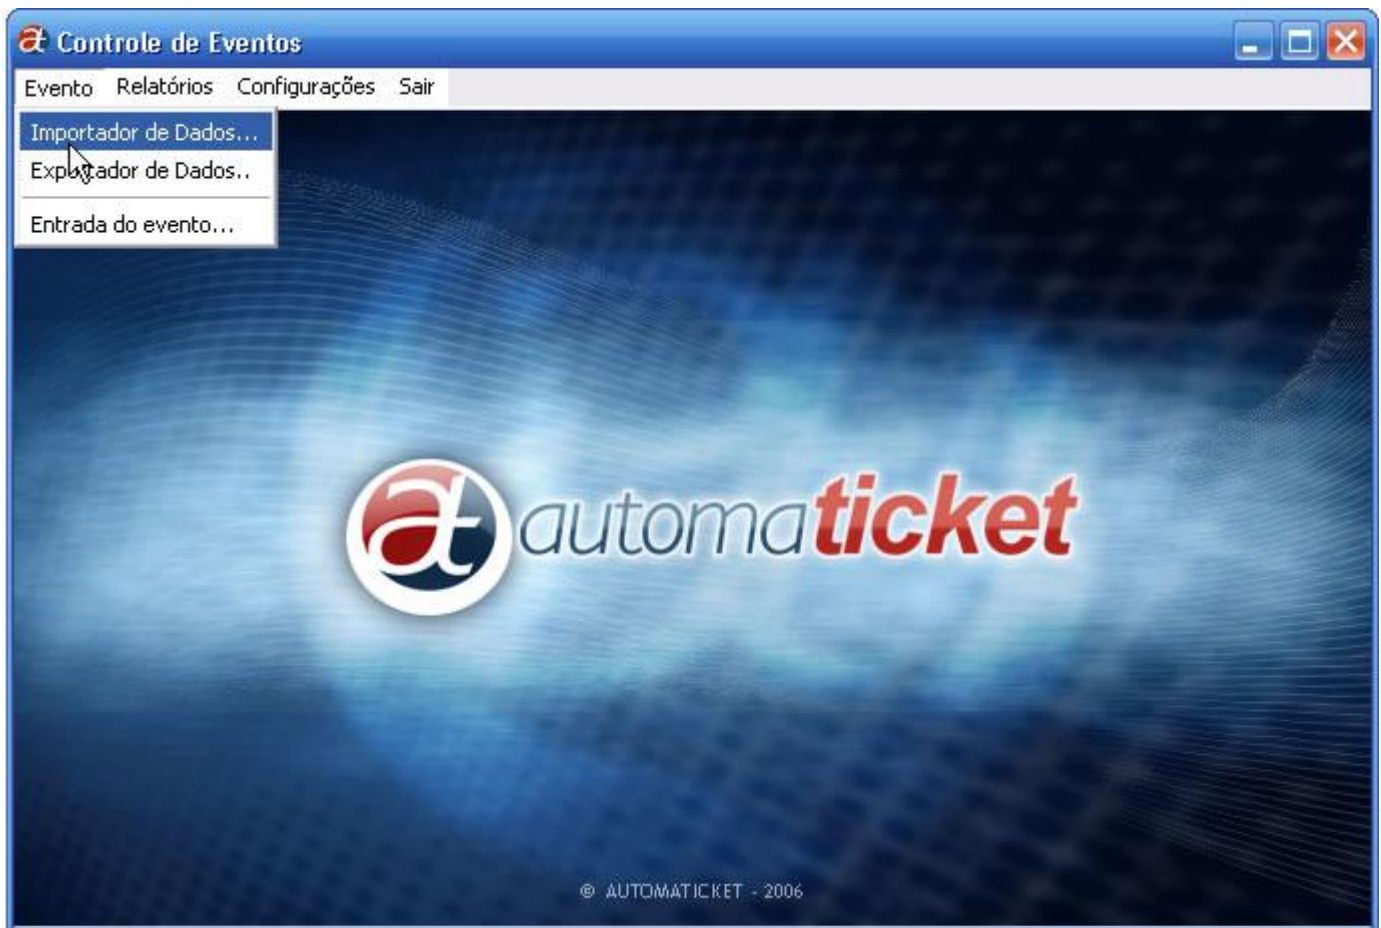 Controle de Eventos
Evento Relatórios Configurações Sair
Importador de Dados...
Exportador de Dados..
Entrada do evento...
at automaticket
© AUTOMATICKET - 2006